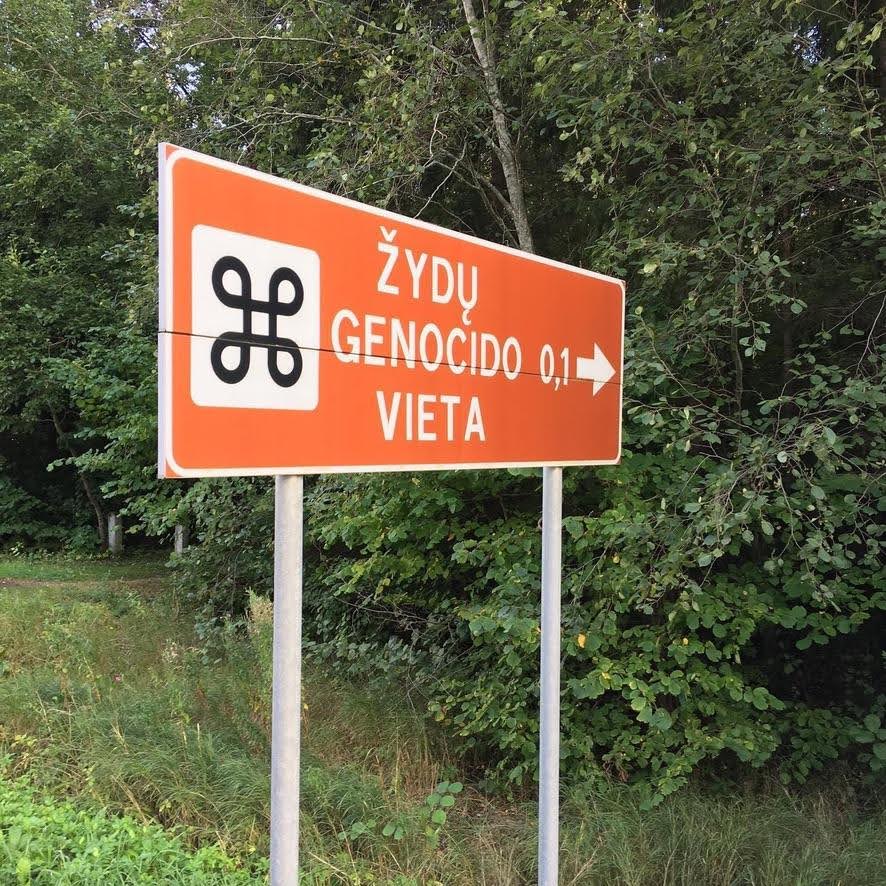 ŽYDŲ
GENOCIDO 0,1
VIETA